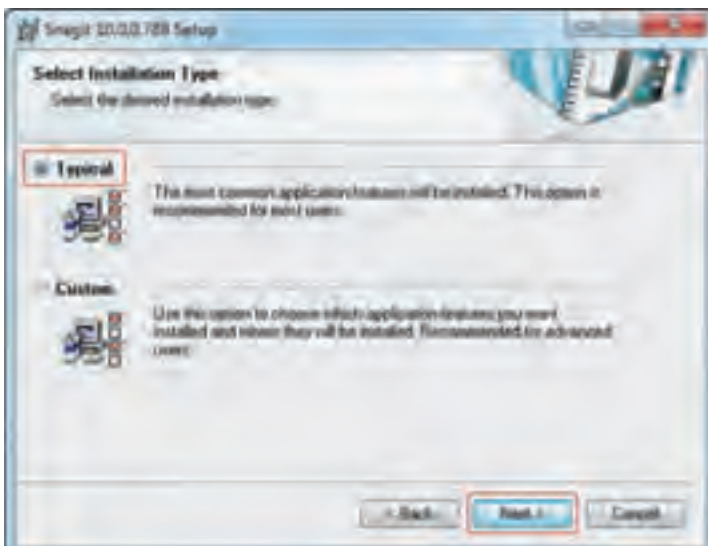 Snagit 10.0.0.788 Setup
Select Installation Type
Select the desired installation type.
Typical
The most common application features will be installed. This option is
recommended for most users.
Custom
Use this option to choose which application features you want
installed and where they will be installed. Recommended for advanced
users.
< Back
Next >
Cancel